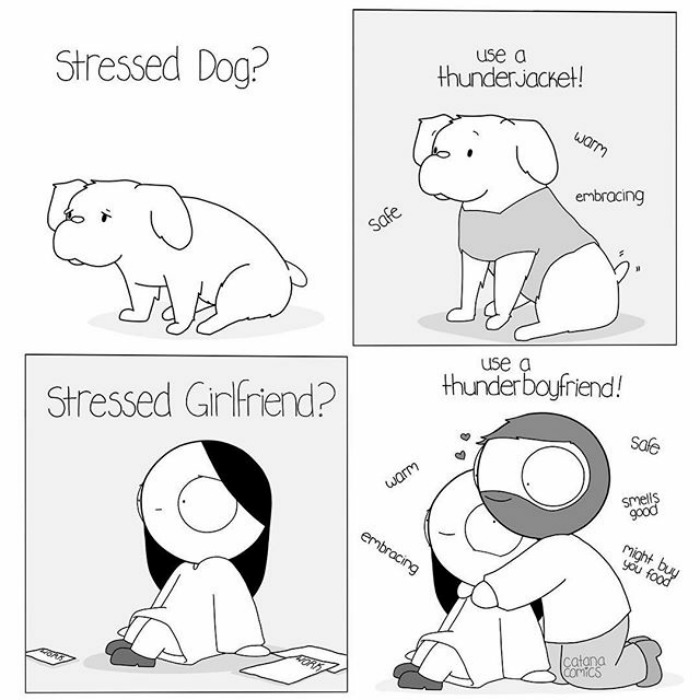 Stressed Dog?
use a
thunderjacket!
warm
embracing
safe
Stressed Girlfriend?
WORK
WORK
use a
thunderboyfriend!
safe
warm
smells
good
embracing
might buy
you food
catana
comics